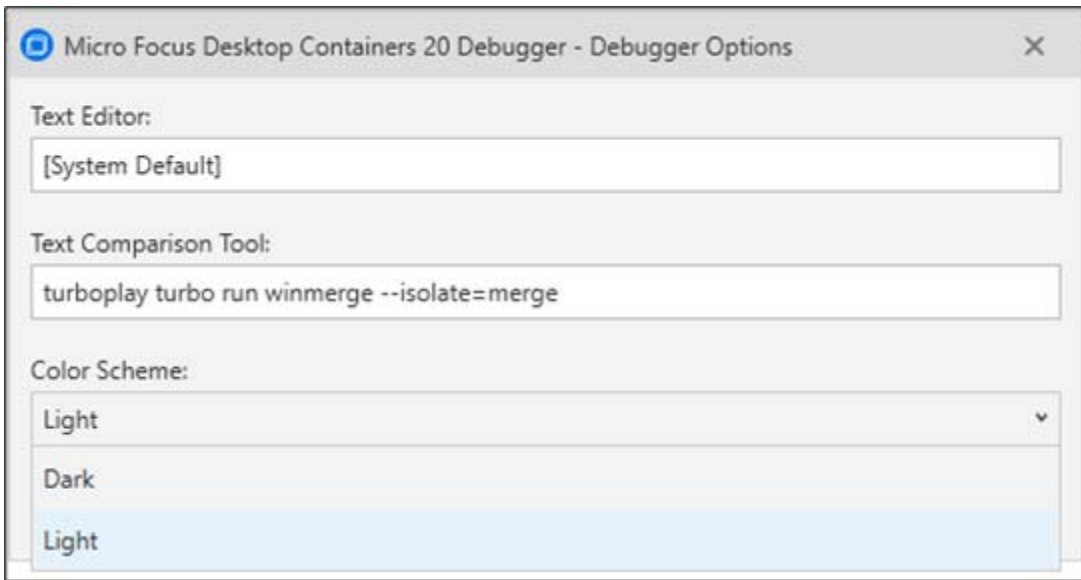 Micro Focus Desktop Containers 20 Debugger - Debugger Options
Text Editor:
[System Default]
Text Comparison Tool:
turboplay turbo run winmerge --isolate=merge
Color Scheme:
Light
Dark
Light